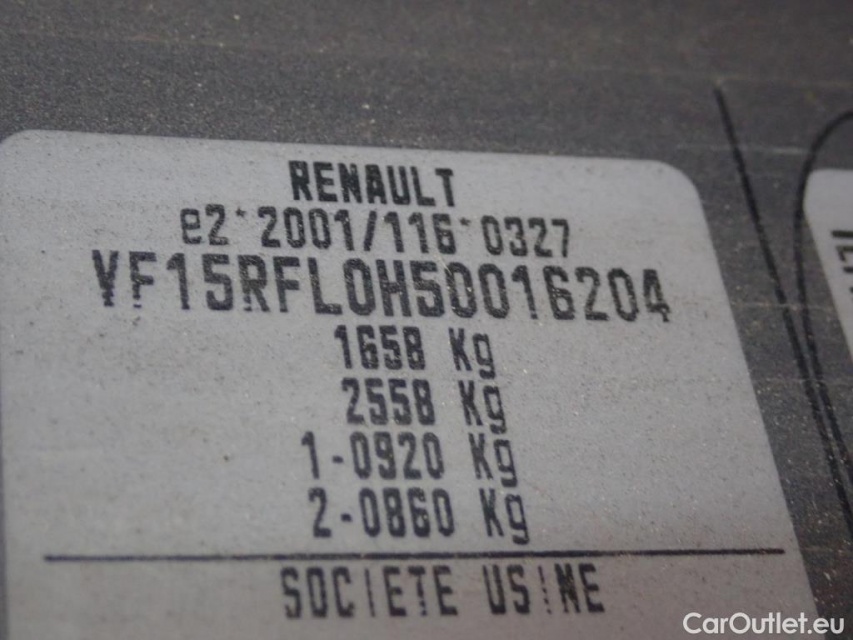 RENAULT
e2*2001/116*0327
VF15RFL0H50016204
1658 Kg
2558 Kg
1-0920 Kg
2-0860 Kg
SOCIETE USINE
CarOutlet.eu